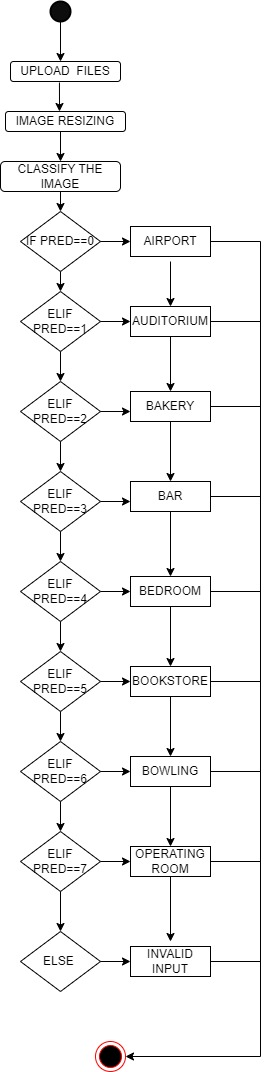 UPLOAD FILES
IMAGE RESIZING
CLASSIFY THE
IMAGE
IF PRED==0
AIRPORT
ELIF
PRED==1
AUDITORIUM
ELIF
PRED==2
BAKERY
ELIF
PRED==3
BAR
ELIF
PRED==4
BEDROOM
ELIF
PRED==5
BOOKSTORE
ELIF
PRED==6
BOWLING
ELIF
PRED==7
OPERATING
ROOM
ELSE
INVALID
INPUT